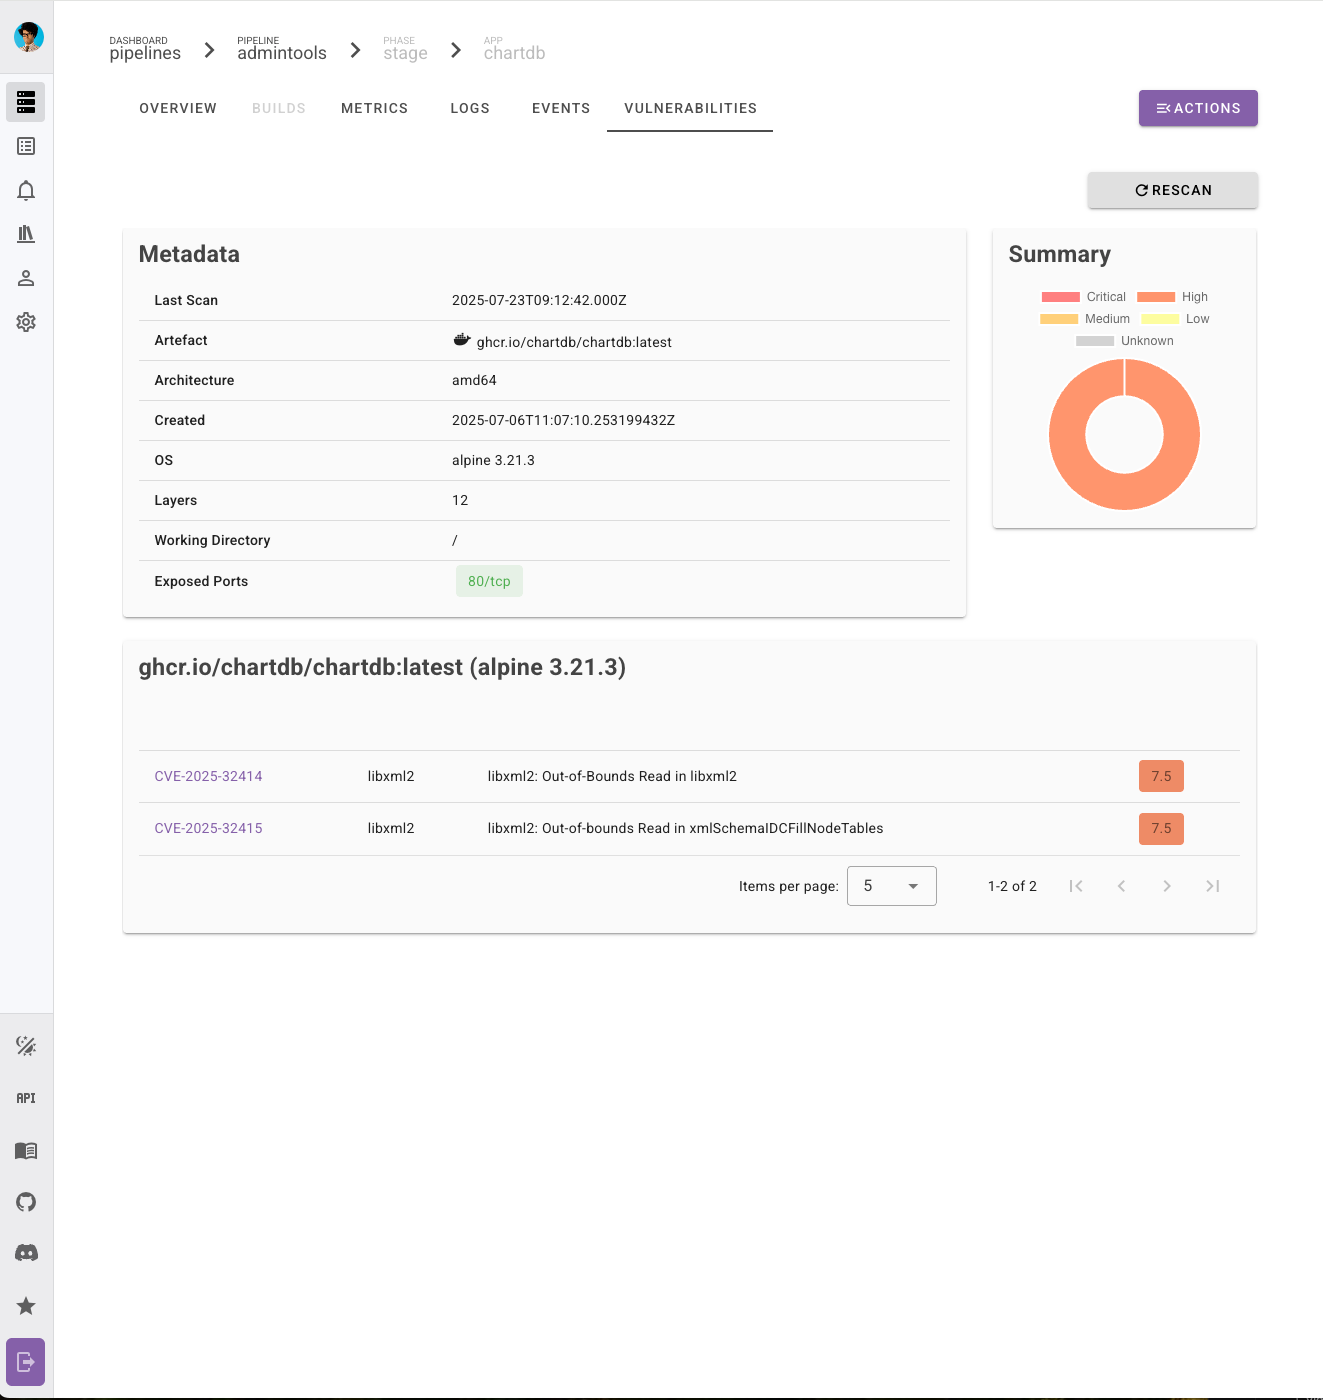 DASHBOARD
pipelines
PIPELINE
admintools
PHASE
stage
APP
chartdb
OVERVIEW
BUILDS
METRICS
LOGS
EVENTS
VULNERABILITIES
ACTIONS
RESCAN
Metadata
Last Scan 2025-07-23T09:12:42.000Z
Artefact ghcr.io/chartdb/chartdb:latest
Architecture amd64
Created 2025-07-06T11:07:10.253199432Z
OS alpine 3.21.3
Layers 12
Working Directory /
Exposed Ports 80/tcp
Summary
Critical High
Medium Low
Unknown
ghcr.io/chartdb/chartdb:latest (alpine 3.21.3)
CVE-2025-32414 libxml2 libxml2: Out-of-Bounds Read in libxml2 7.5
CVE-2025-32415 libxml2 libxml2: Out-of-bounds Read in xmlSchemaIDCFillNodeTables 7.5
Items per page: 5 1-2 of 2
API